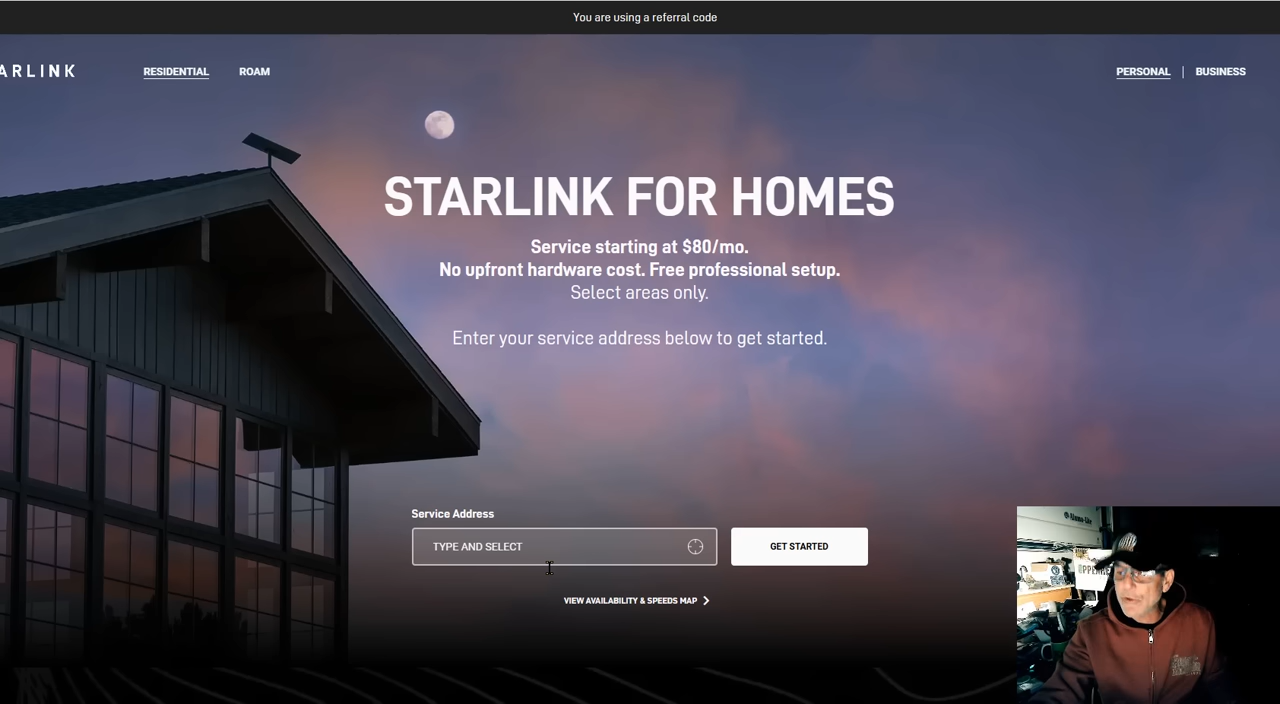 You are using a referral code
ARLINK
RESIDENTIAL
ROAM
PERSONAL
BUSINESS
STARLINK FOR HOMES
Service starting at $80/mo.
No upfront hardware cost. Free professional setup.
Select areas only.
Enter your service address below to get started.
Service Address
TYPE AND SELECT
GET STARTED
VIEW AVAILABILITY & SPEEDS MAP